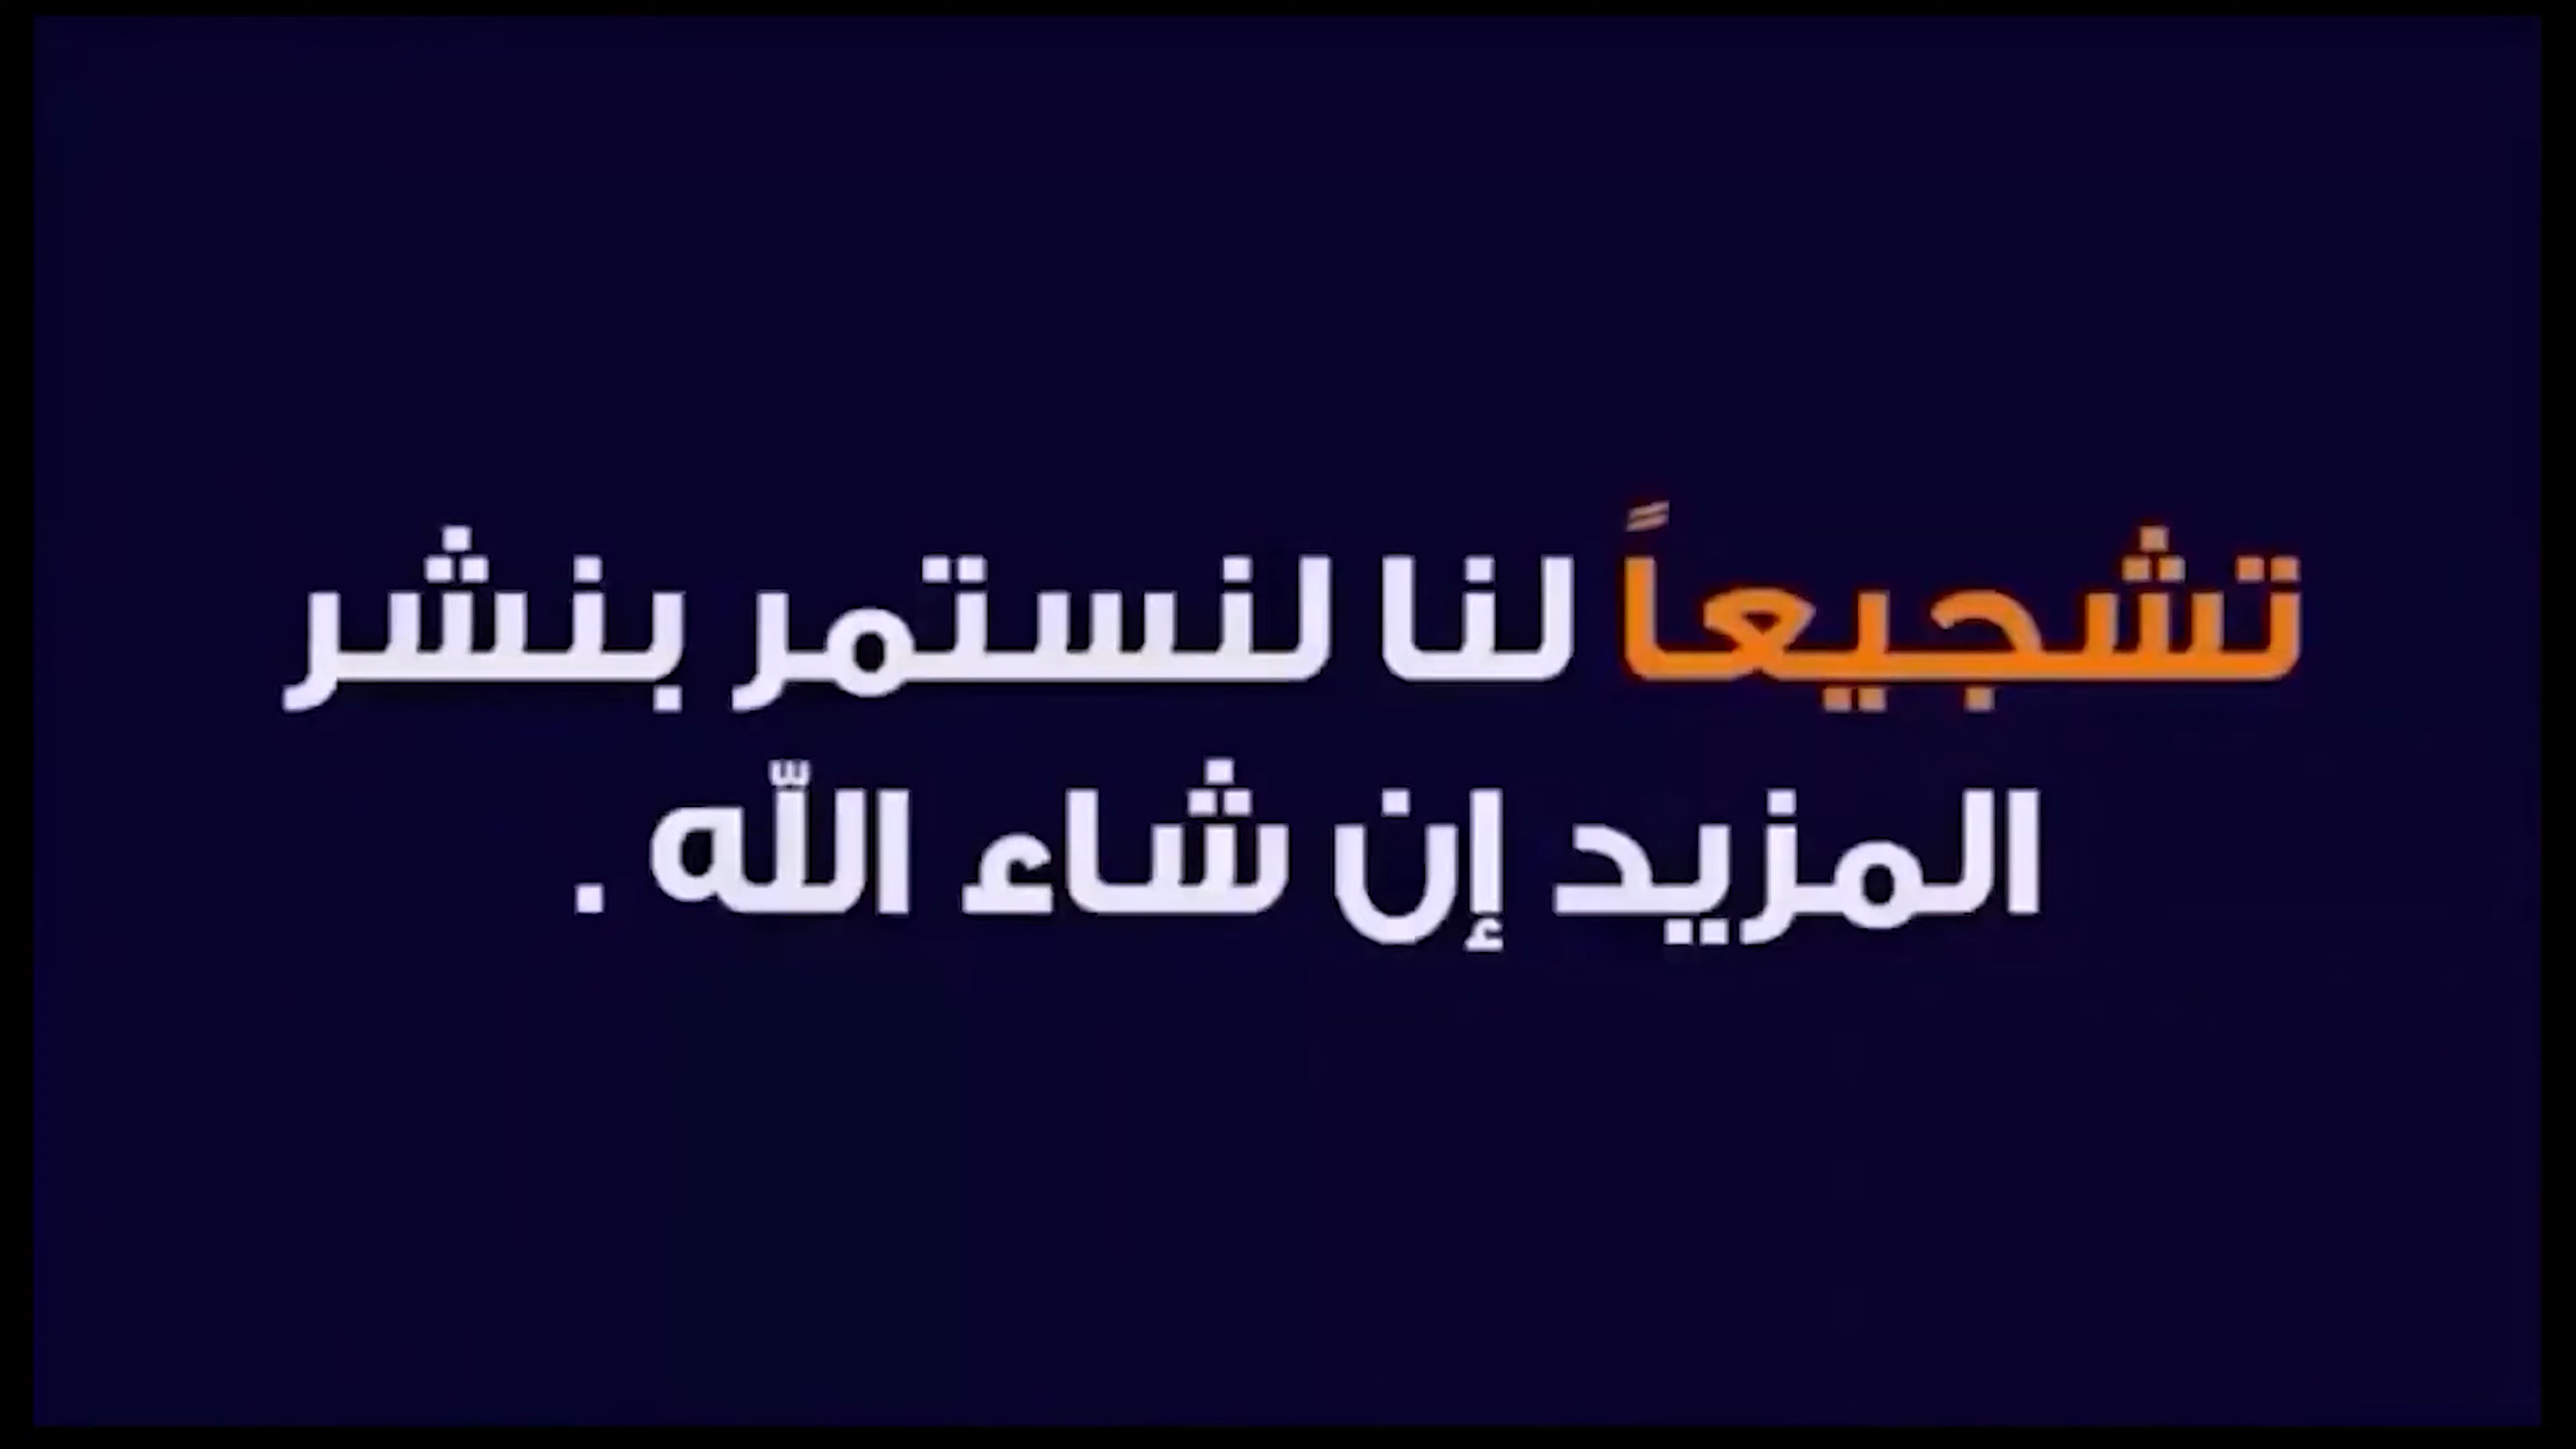 تشجيعاً لنا لنستمر بنشر
المزيد إن شاء اللّه .